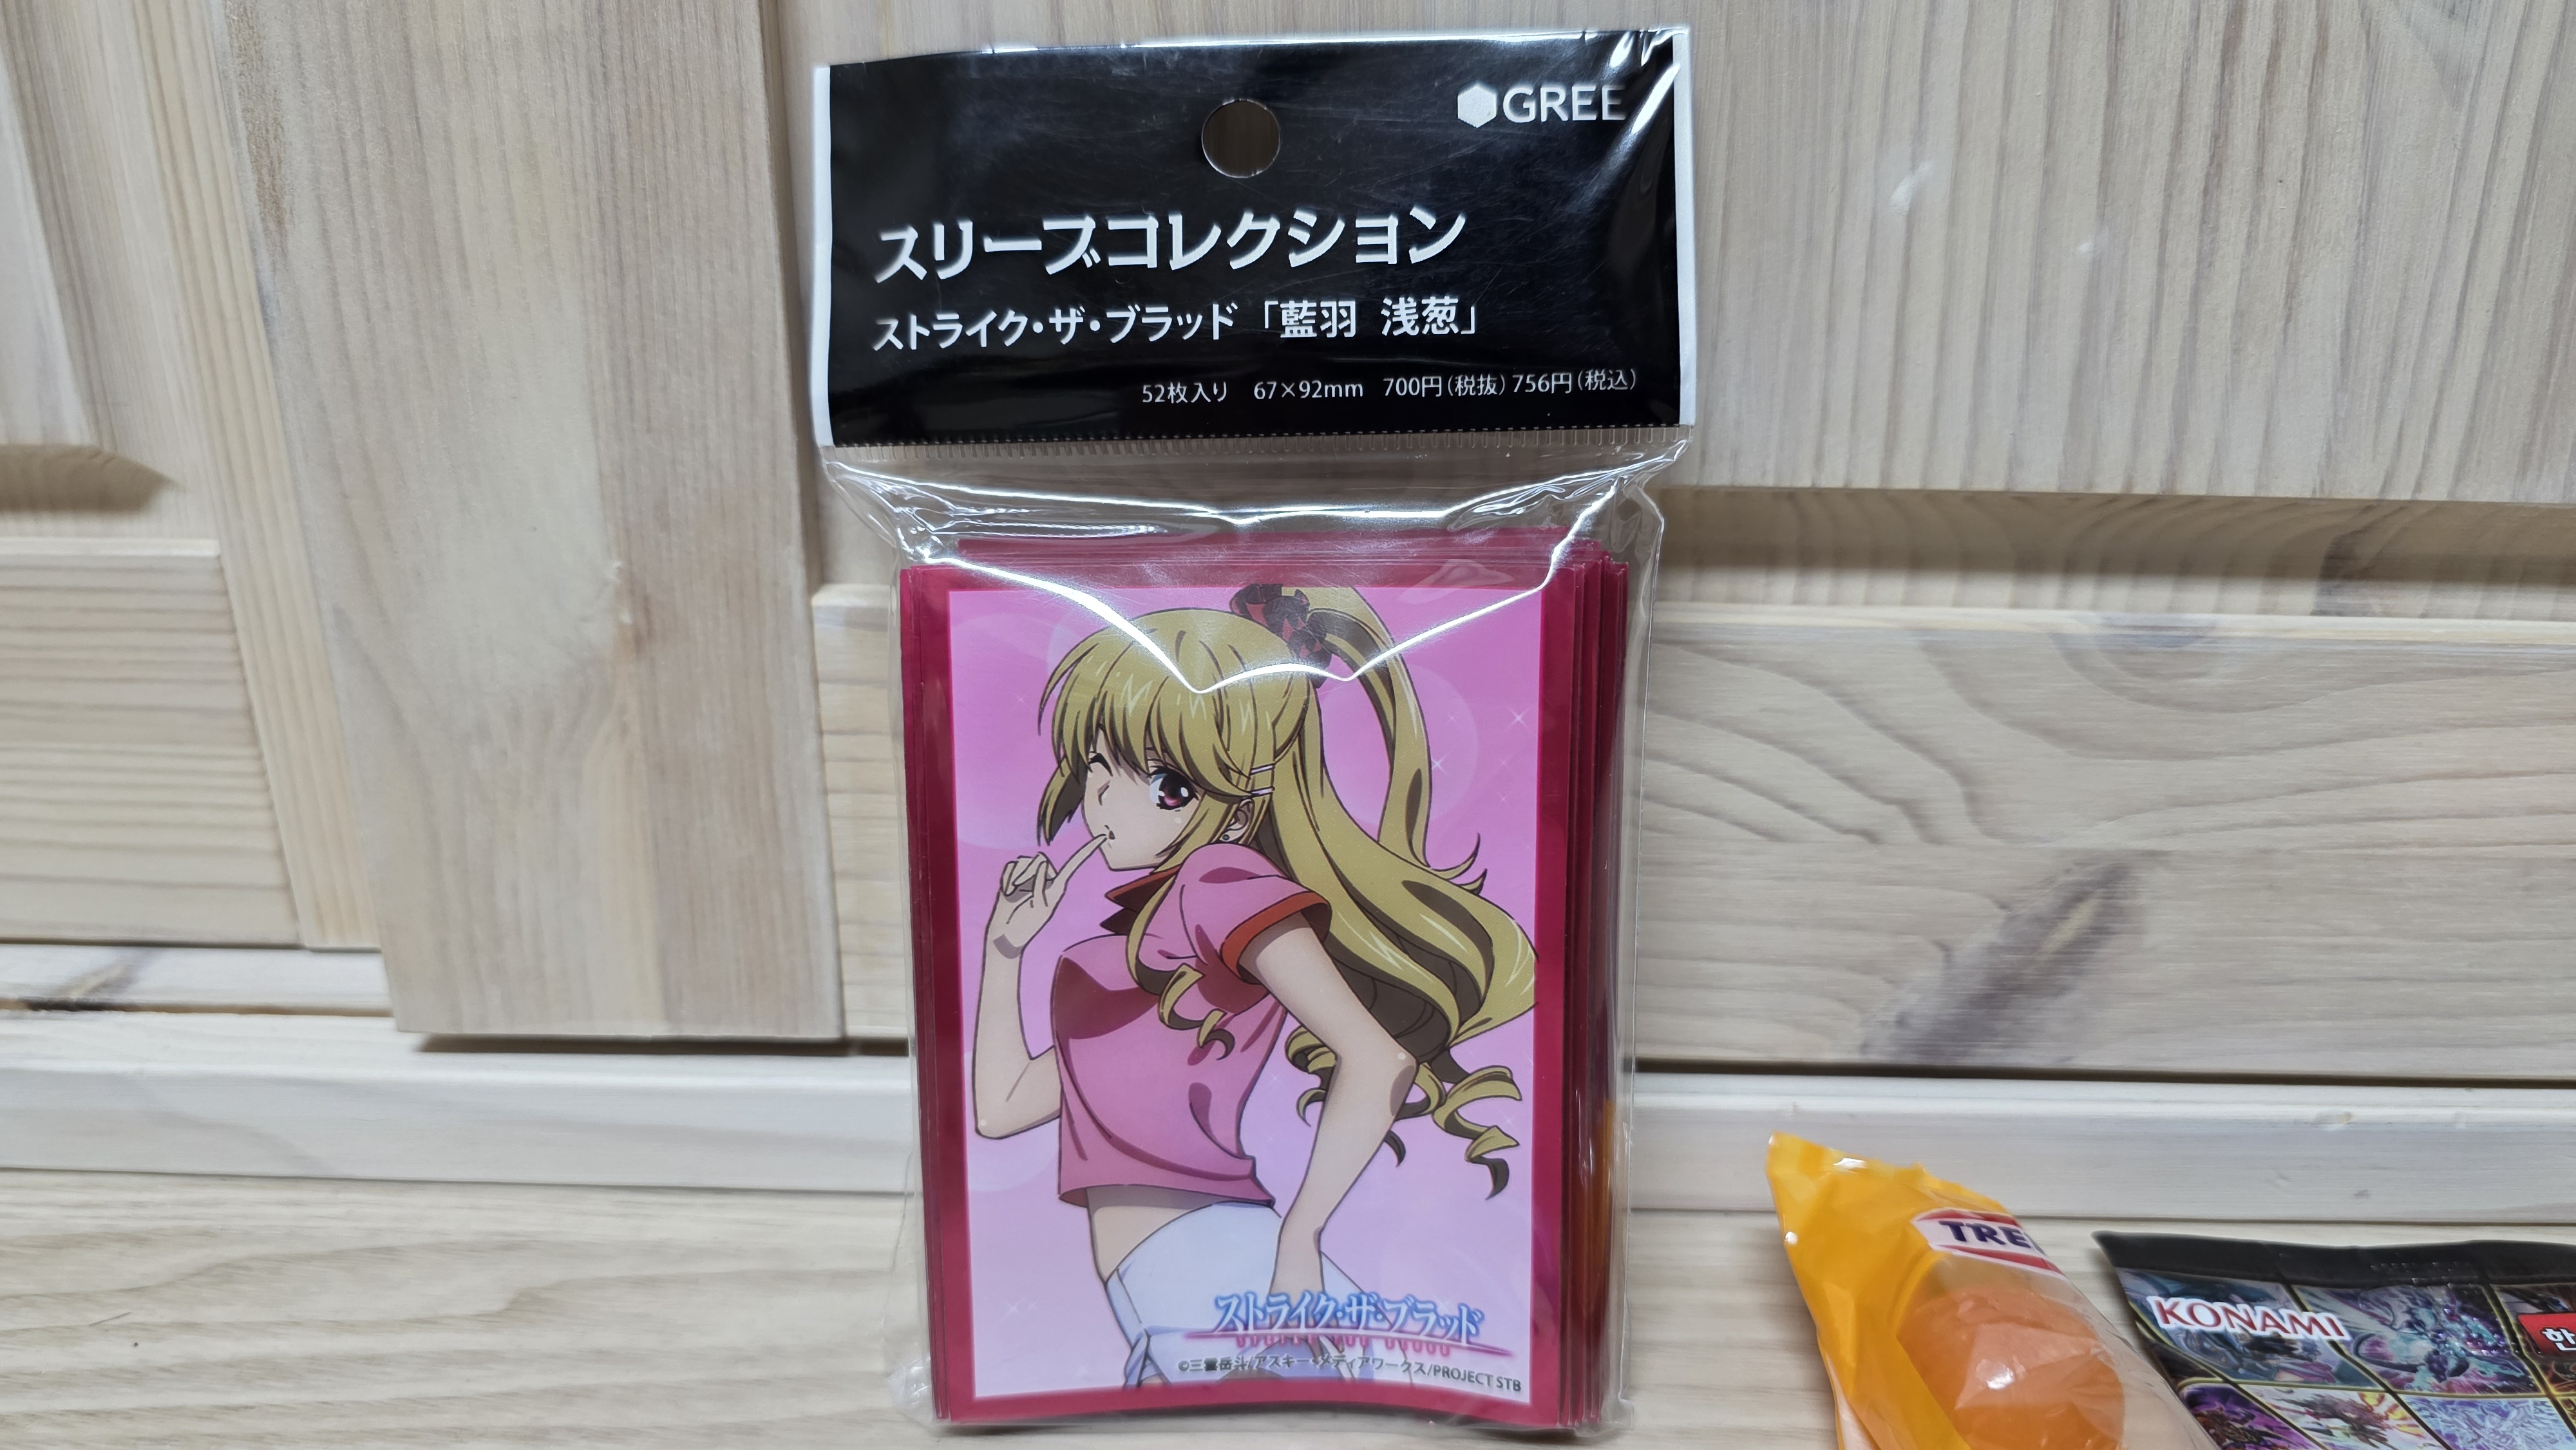 GREE
スリーブコレクション
ストライク・ザ・ブラッド「藍羽 浅葱」
52枚入り 67×92mm 700円(税抜) 756円(税込)
ストライク・ザ・ブラッド
©三雲岳斗/アスキー・メディアワークス/PROJECT STB
TRE
KONAMI
한